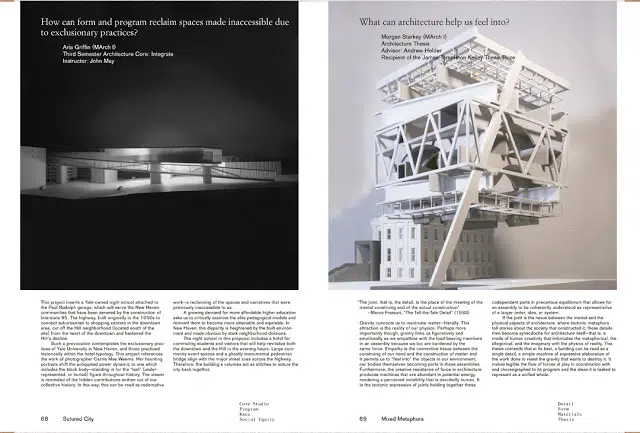 How can form and program reclaim spaces made inaccessible due
to exclusionary practices?
Aria Griffin (MArch I)
Third Semester Architecture Core: Integrate
Instructor: John May
This project inserts a Yale-owned night school attached to
the Paul Rudolph garage, which will serve the New Haven
communities that have been severed by the construction of
Interstate 95. The highway, built originally in the 1950s to
connect suburbanites to shopping centers in the downtown
area, cut off the Hill neighborhood (located south of the
site) from the heart of the downtown and hastened the
Hill's decline.
Such a provocation contemplates the exclusionary prac-
tices of Yale University in New Haven, and those practiced
historically within the hotel typology. This project references
the work of photographer Carrie Mae Weems. Her haunting
portraits shift the antiquated power dynamic to one which
includes the black body—standing in for the "lost" (under-
represented, or buried) figure throughout history. The viewer
is reminded of the hidden contributions written out of our
collective history. In this way, this can be read as redemptive
work—a reclaiming of the spaces and narratives that were
previously inaccessible to us.
A growing demand for more affordable higher education
asks us to critically examine the elite pedagogical models and
reinvent them to become more attainable and equitable. In
New Haven, this disparity is heightened by the built environ-
ment and made obvious by stark neighborhood divisions.
The night school in this proposal includes a hotel for
commuting students and visitors that will help revitalize both
the downtown and the Hill in the evening hours. Large com-
munity event spaces and a ghostly monumental pedestrian
bridge align with the major street axes across the highway.
Therefore, the building's volumes act as stitches to suture the
city back together.
68
Sutured City
Core Studio
Program
Race
Social Equity
What can architecture help us feel into?
Morgan Starkey (MArch I)
Architecture Thesis
Advisor: Andrew Holder
Recipient of the James Templeton Kelley Thesis Prize
"The joint, that is, the detail, is the place of the meeting of the
mental construing and of the actual construction"
—Marco Frascari, "The Tell-the-Tale Detail" (1980)
Gravity constructs us to reanimate matter—bodily. This
attraction is the reality of our physics. Perhaps more
importantly though, gravity links us figuratively and
emotionally as we empathize with the load-bearing members
in an assembly because we too are burdened by the
same force. Empathy is the connective tissue between the
construing of our mind and the construction of matter and
it permits us to "feel into" the objects in our environment,
our bodies themselves becoming parts in these assemblies.
Furthermore, the creative resistance of force in architecture
produces machines that are abundant in potential energy,
rendering a perceived instability that is decidedly human. It
is the tectonic expression of joints holding together these
codependent parts in precarious equilibriums that allows for
an assembly to be coherently understood as representative
of a larger order, idea, or system.
If the joint is the nexus between the mental and the
physical aspects of architecture, where tectonic metaphors
tell stories about the society that constructed it, these details
then become synecdoche for architecture itself—that is, a
mode of human creativity that intricates the metaphorical, the
allegorical, and the imaginary with the physics of reality. This
thesis contends that at its best, a building can be read as a
single detail, a simple machine of expressive elaboration of
the work done to resist the gravity that wants to destroy it. It
makes legible the flow of forces at play in coordination with
and choreographed to its program and the ideas it is tasked to
represent as a unified whole.
69
Mixed Metaphors
Detail
Form
Materials
Thesis